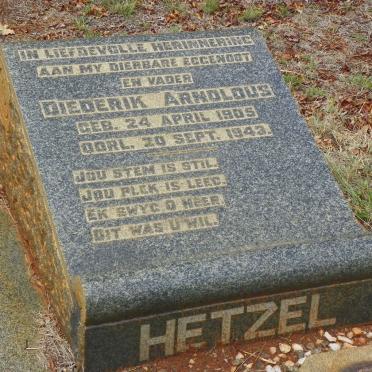 IN LIEFDEVOLLE HERINNERING
AAN MY DIERBARE EGGENOOT
EN VADER
DIEDERIK ARNOLDUS
GEB. 24 APRIL 1909
OORL. 20 SEPT. 1943.
JOU STEM IS STIL,
JOU PLEK IS LEEG,
EK SWYG O HEER
DIT WAS U WIL.
HETZEL